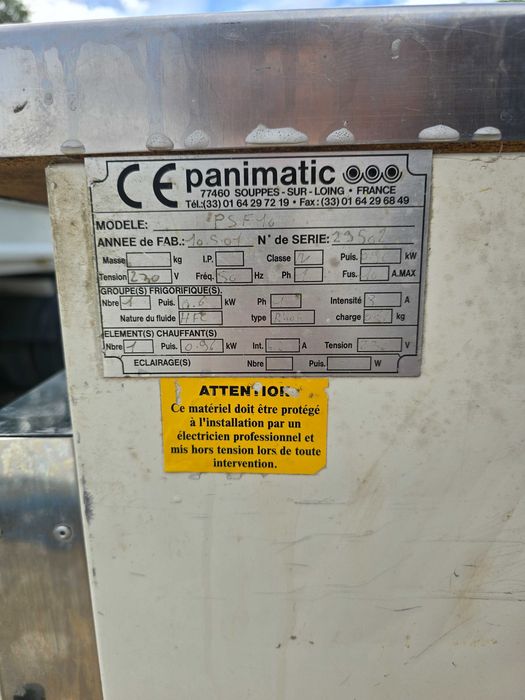 CE panimatic
77460 SOUPPES - SUR - LOING • FRANCE
Tél.:(33) 01 64 29 72 19 • Fax : (33) 01 64 29 68 49
MODELE:
ANNEE DE FAB.: N° de SERIE:
Masse kg I.P. Classe Puis. kW
Tension 230 V Fréq. 50 Hz Ph 1 Fus. A.MAX
GROUPE(S) FRIGORIFIQUE(S).
Nbre 1 Puis. kW Ph Intensité A
Nature du fluide HFC type charge kg
ELEMENT(S) CHAUFFANT(S)
Nbre 1 Puis. 0.96 kW Int. A Tension V
ECLAIRAGE(S) Nbre Puis. W
ATTENTION
Ce matériel doit être protégé
à l'installation par un
électricien professionnel et
mis hors tension lors de toute
intervention.